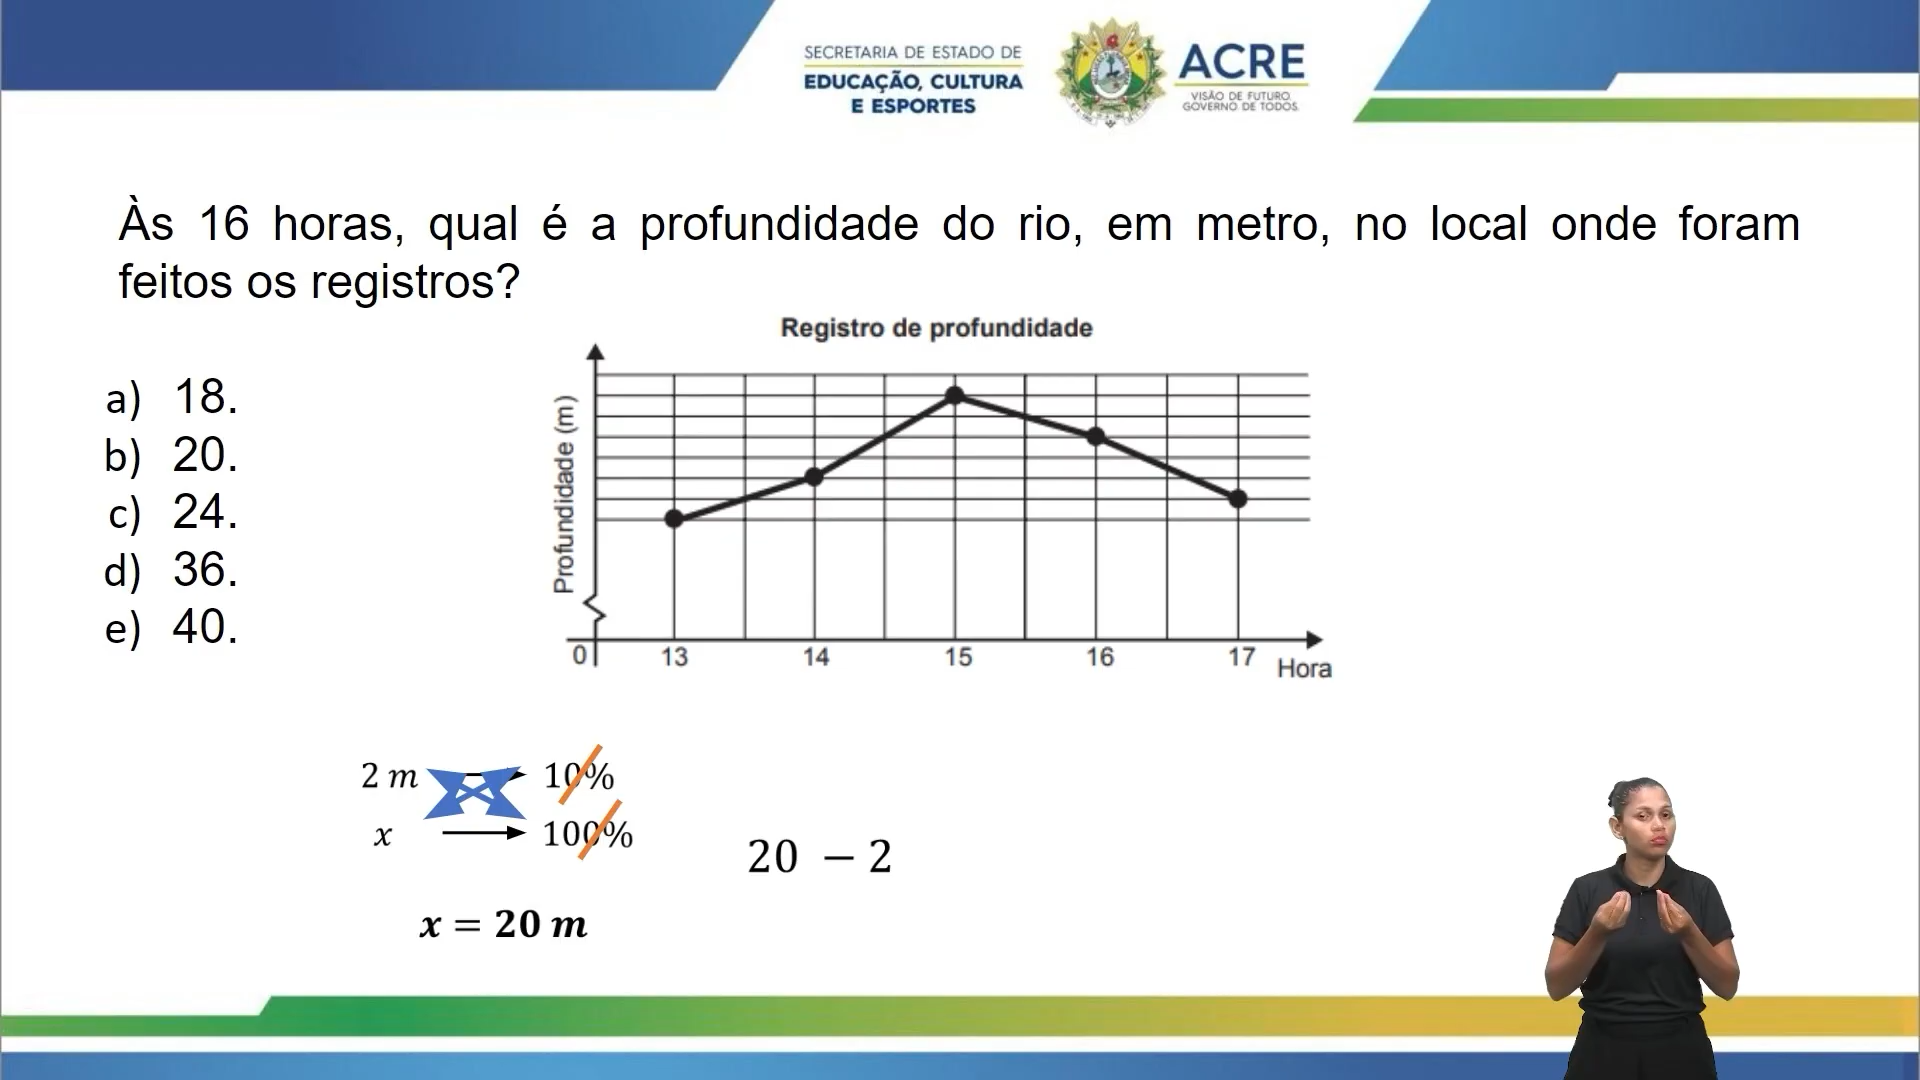 SECRETARIA DE ESTADO DE
EDUCAÇÃO, CULTURA
E ESPORTES
ACRE
VISÃO DE FUTURO.
GOVERNO DE TODOS.
Às 16 horas, qual é a profundidade do rio, em metro, no local onde foram
feitos os registros?
a) 18.
b) 20.
c) 24.
d) 36.
e) 40.
Registro de profundidade
Profundidade (m)
0 13 14 15 16 17 Hora
2 m 10%
x 100%
x = 20 m
20 − 2